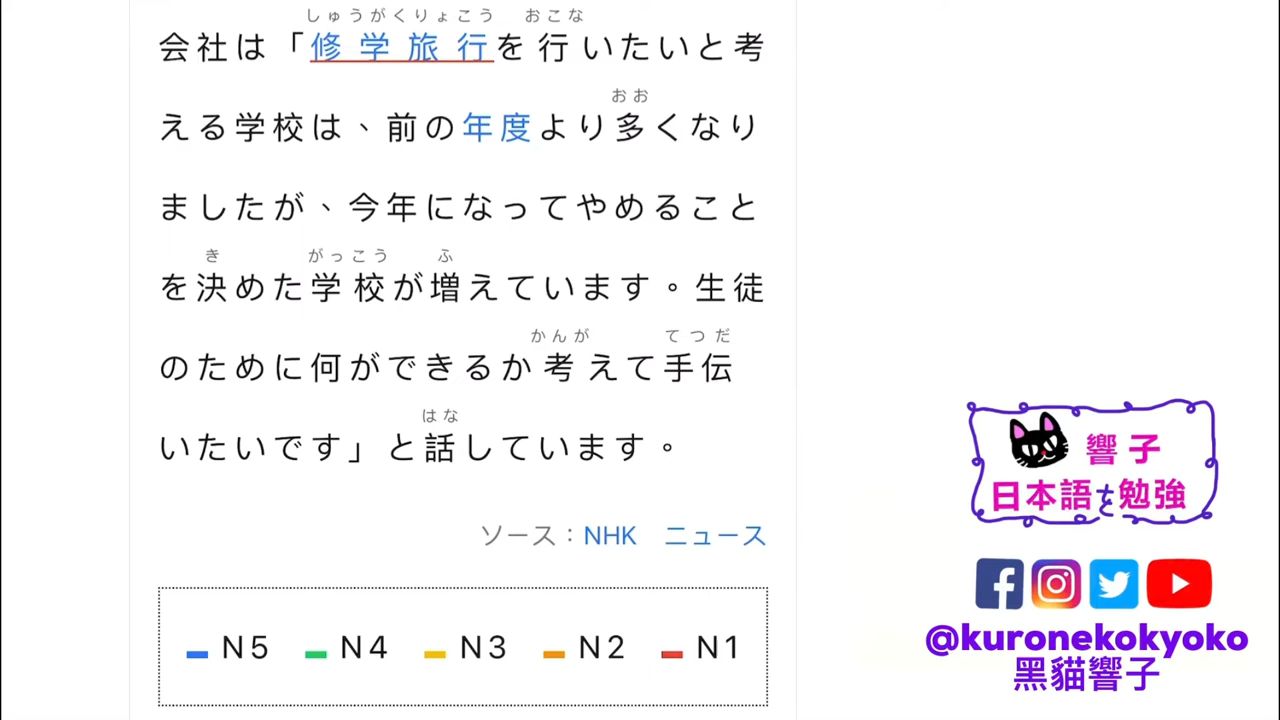 しゅうがくりょこう おこな
会社は「修学旅行を行いたいと考
おお
える学校は、前の年度より多くなり
ましたが、今年になってやめること
き がっこう ふ
を決めた学校が増えています。生徒
かんが てつだ
のために何ができるか考えて手伝
はな
いたいです」と話しています。
ソース：NHK ニュース
N5 N4 N3 N2 N1
響子
日本語を勉強
@kuronekokyoko
黑貓響子